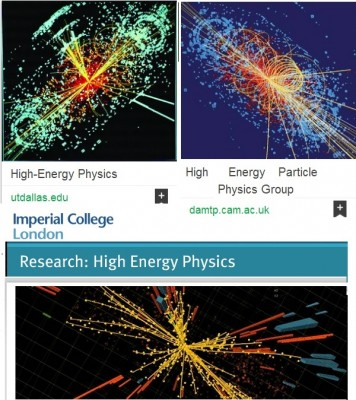 High-Energy Physics
utdallas.edu
High Energy Particle
Physics Group
damtp.cam.ac.uk
Imperial College
London
Research: High Energy Physics